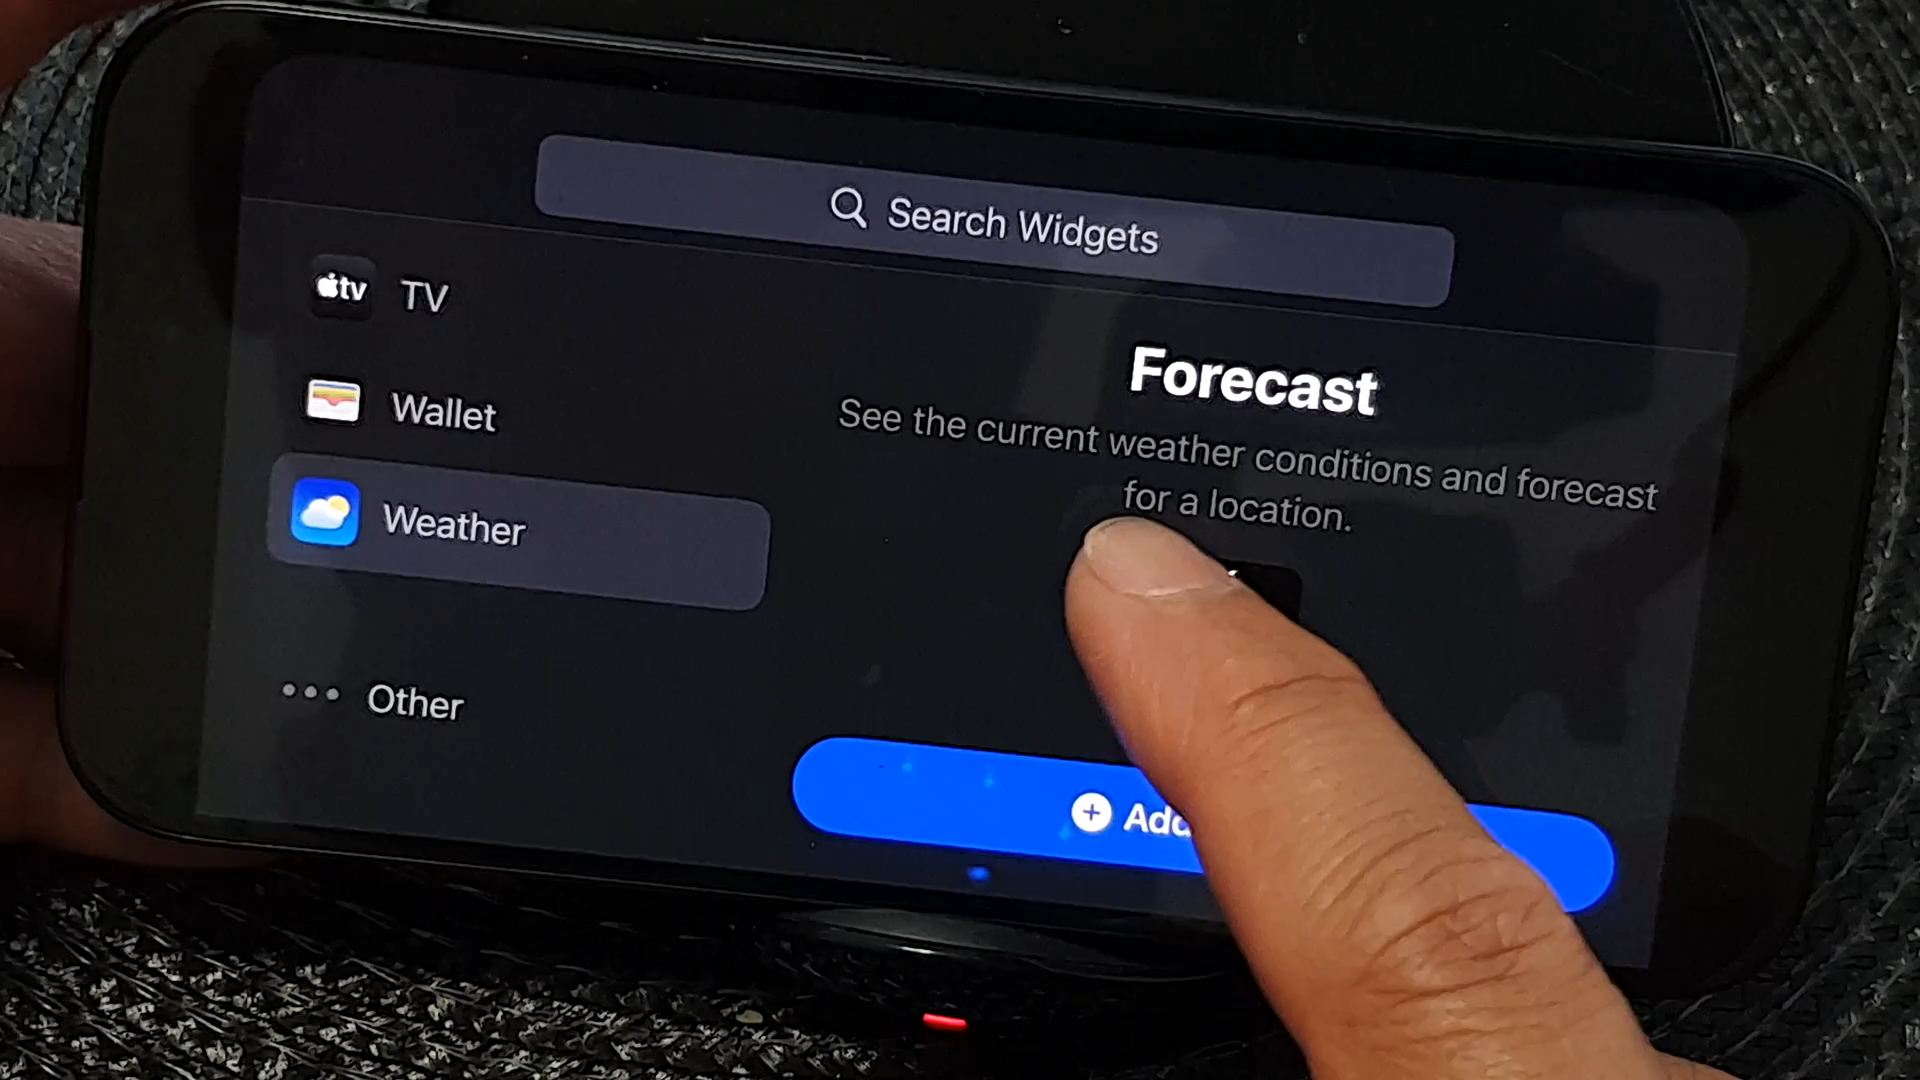 Search Widgets
tv TV
Wallet
Weather
Other
Forecast
See the current weather conditions and forecast
for a location.
Add